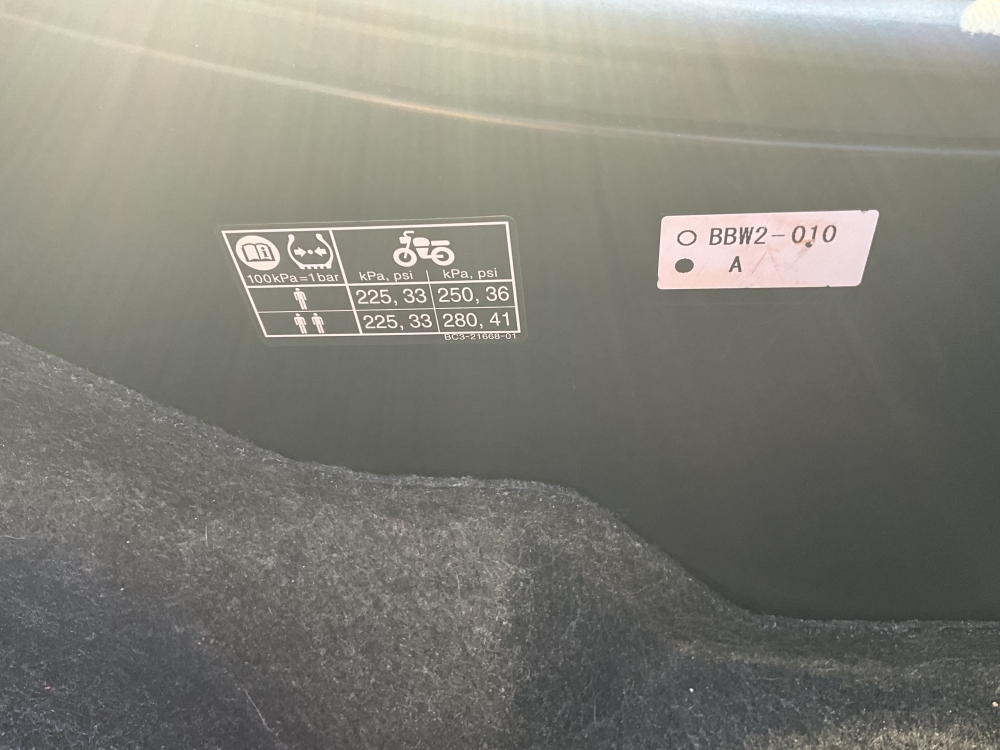 100kPa=1bar
kPa, psi kPa, psi
225, 33 250, 36
225, 33 280, 41
BC3-21668-01
BBW2-010
A